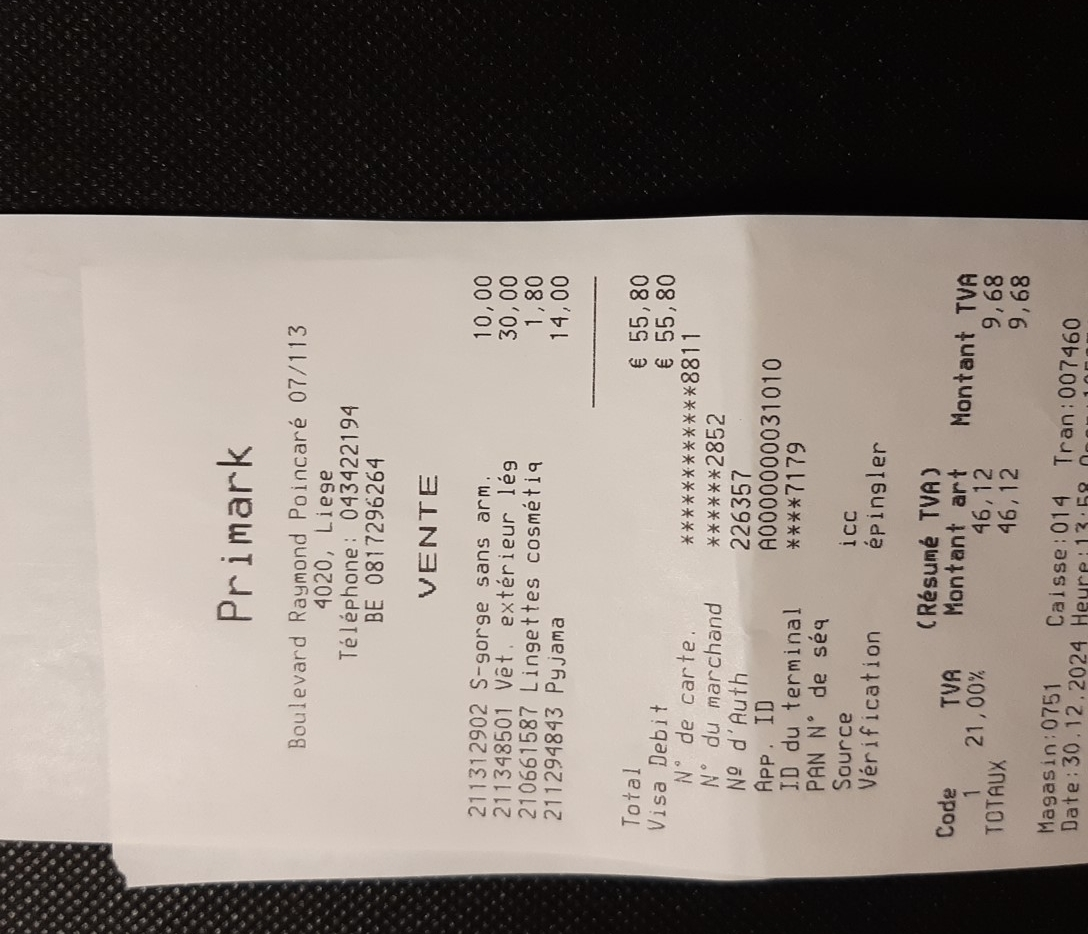 Primark
Boulevard Raymond Poincaré 07/113
4020, Liege
Téléphone: 043422194
BE 0817296264
VENTE
211312902 S-gorge sans arm. 10,00
211348501 Vêt. extérieur lég 30,00
210661587 Lingettes cosmétiq 1,80
211294843 Pyjama 14,00
Total € 55,80
Visa Debit € 55,80
N° de carte. ************8811
N° du marchand ******2852
Nº d'Auth 226357
App. ID A0000000031010
ID du terminal ****7179
PAN N° de séq
Source icc
Vérification épingler
(Résumé TVA)
Code TVA Montant art Montant TVA
1 21,00% 46,12 9,68
TOTAUX 46,12 9,68
Magasin:0751 Caisse:014 Tran:007460
Date:30.12.2024 Heure:13:58